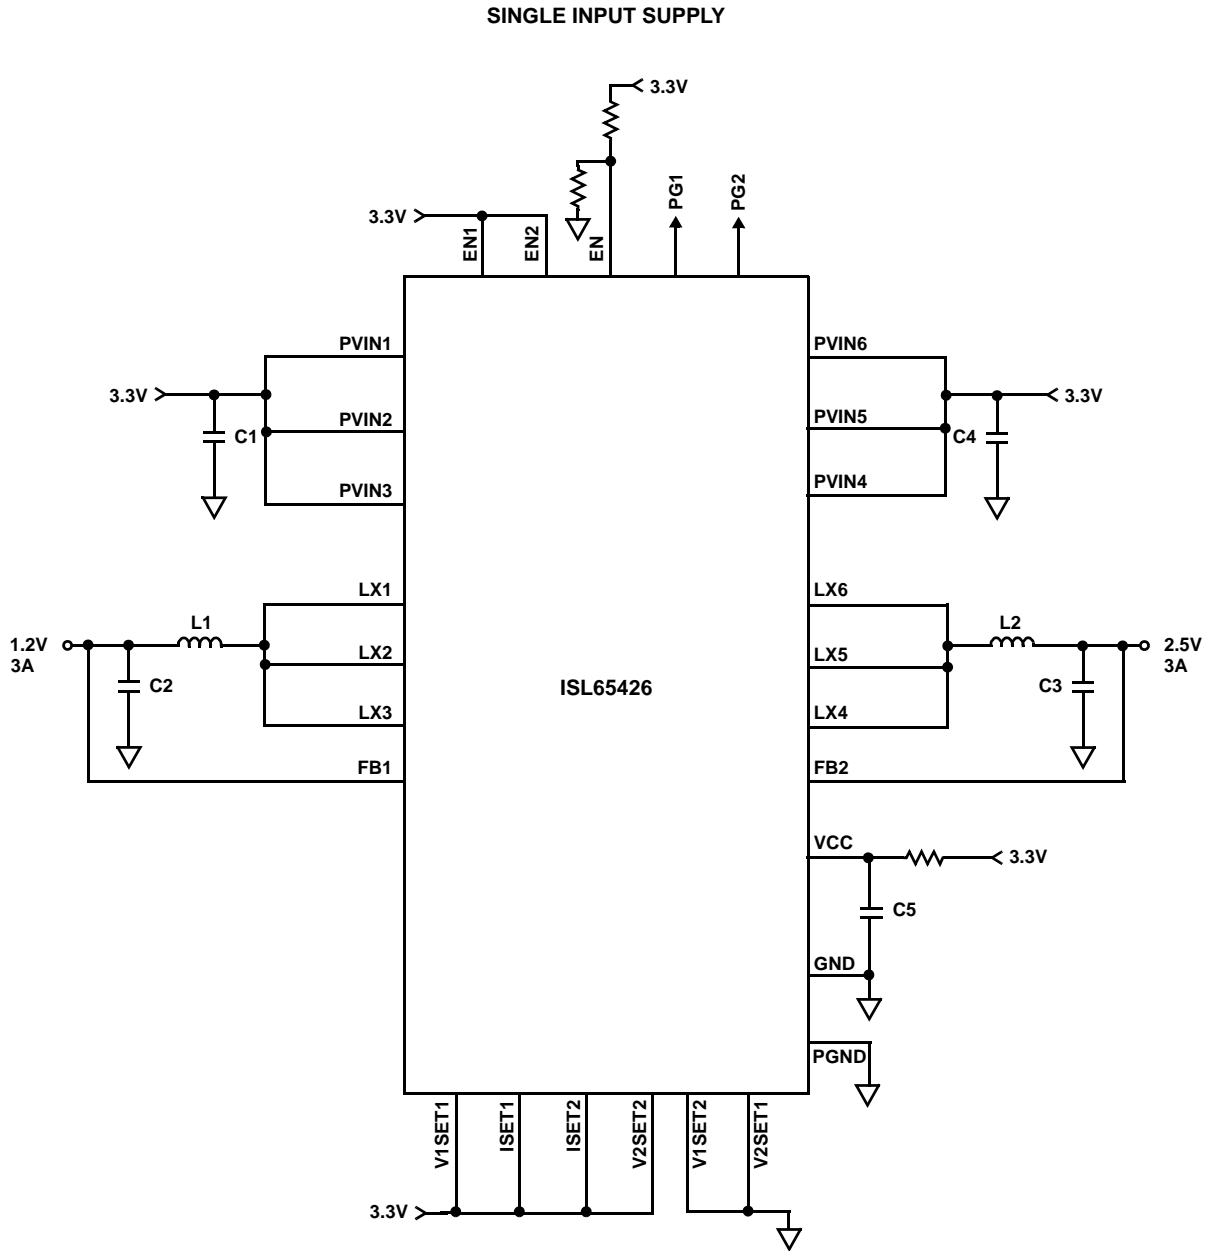 SINGLE INPUT SUPPLY
3.3V
PG1
PG2
3.3V
EN1
EN2
EN
PVIN1
PVIN6
3.3V
3.3V
PVIN2
PVIN5
C1
C4
PVIN3
PVIN4
LX1
LX6
L1
L2
1.2V
3A
2.5V
3A
LX2
LX5
C2
ISL65426
C3
LX3
LX4
FB1
FB2
VCC
3.3V
C5
GND
PGND
V1SET1
ISET1
ISET2
V2SET2
V1SET2
V2SET1
3.3V